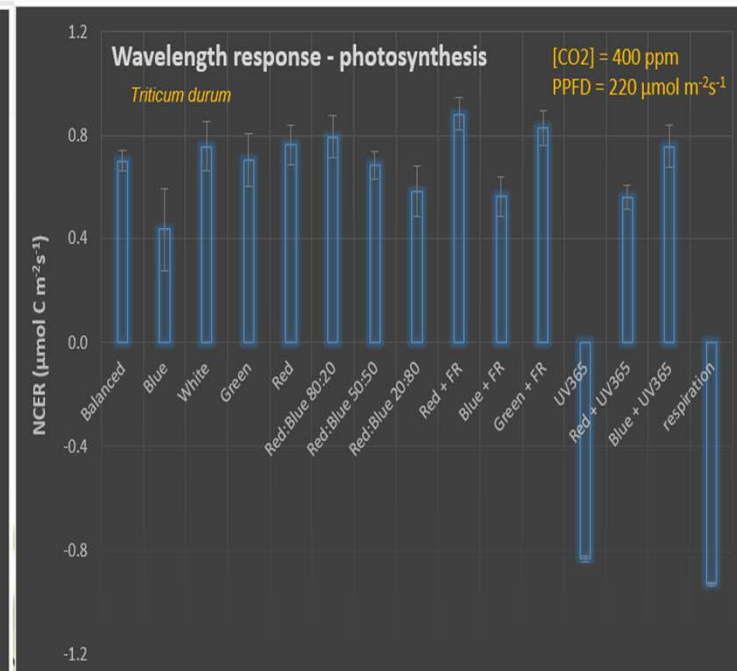 Wavelength response - photosynthesis
Triticum durum
[CO2] = 400 ppm
PPFD = 220 µmol m⁻²s⁻¹
NCER (µmol C m⁻²s⁻¹)
1.2
0.8
0.4
0.0
-0.4
-0.8
-1.2
Balanced
Blue
White
Green
Red
Red:Blue 80:20
Red:Blue 50:50
Red:Blue 20:80
Red + FR
Blue + FR
Green + FR
UV365
Red + UV365
Blue + UV365
respiration